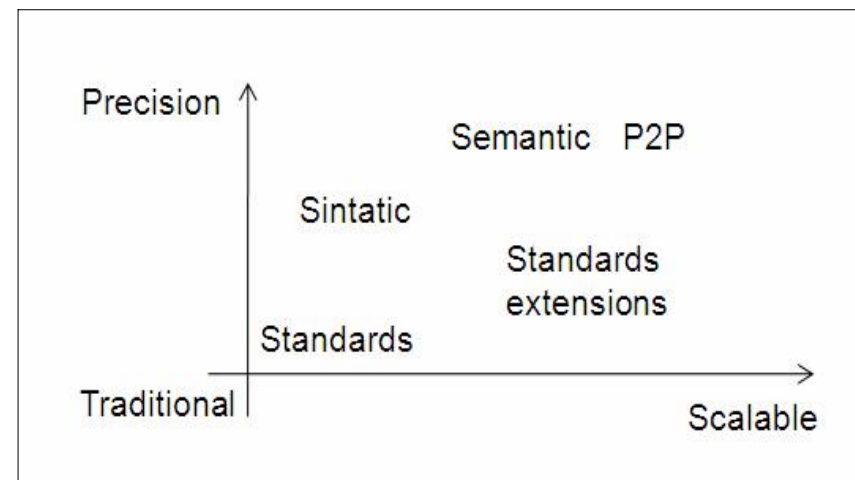 Precision
Semantic P2P
Sintatic
Standards
extensions
Standards
Traditional
Scalable